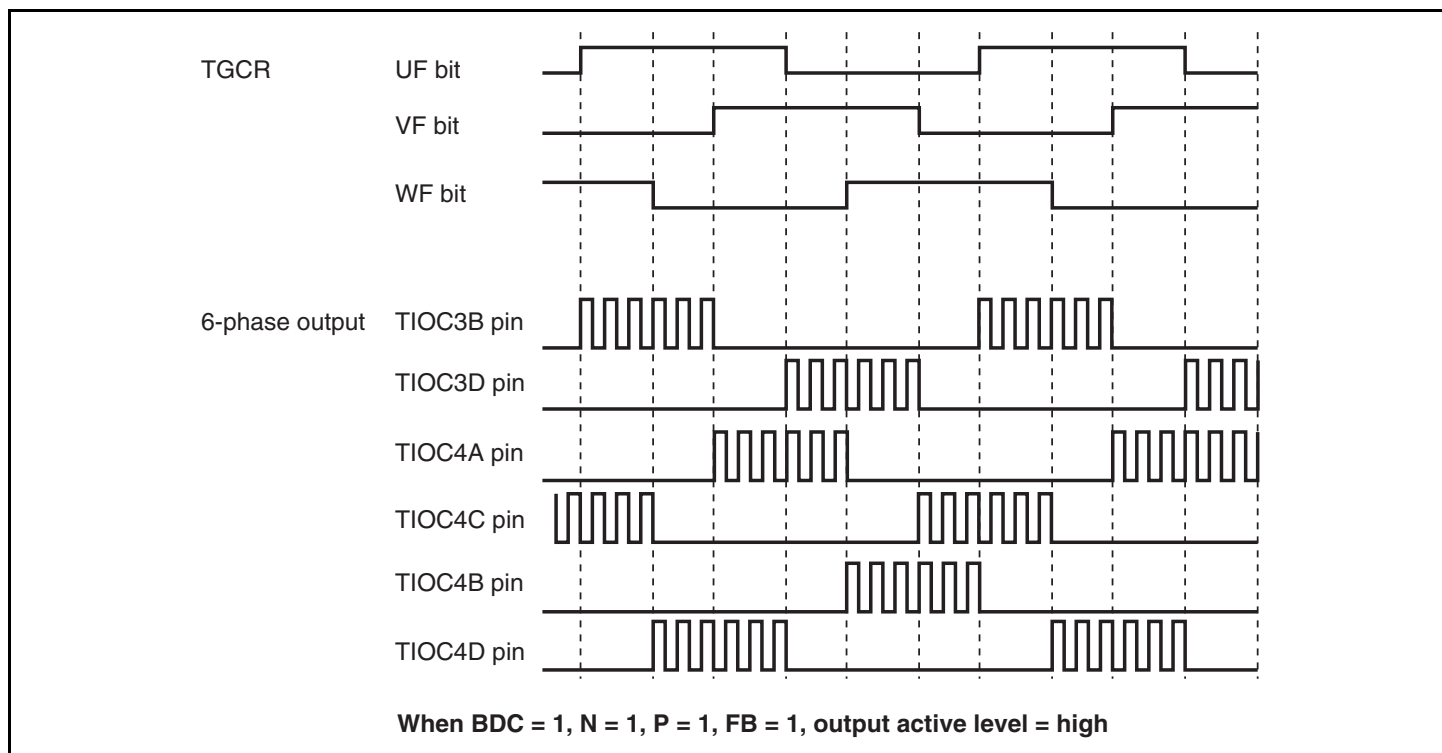 TGCR UF bit
VF bit
WF bit
6-phase output TIOC3B pin
TIOC3D pin
TIOC4A pin
TIOC4C pin
TIOC4B pin
TIOC4D pin
When BDC = 1, N = 1, P = 1, FB = 1, output active level = high